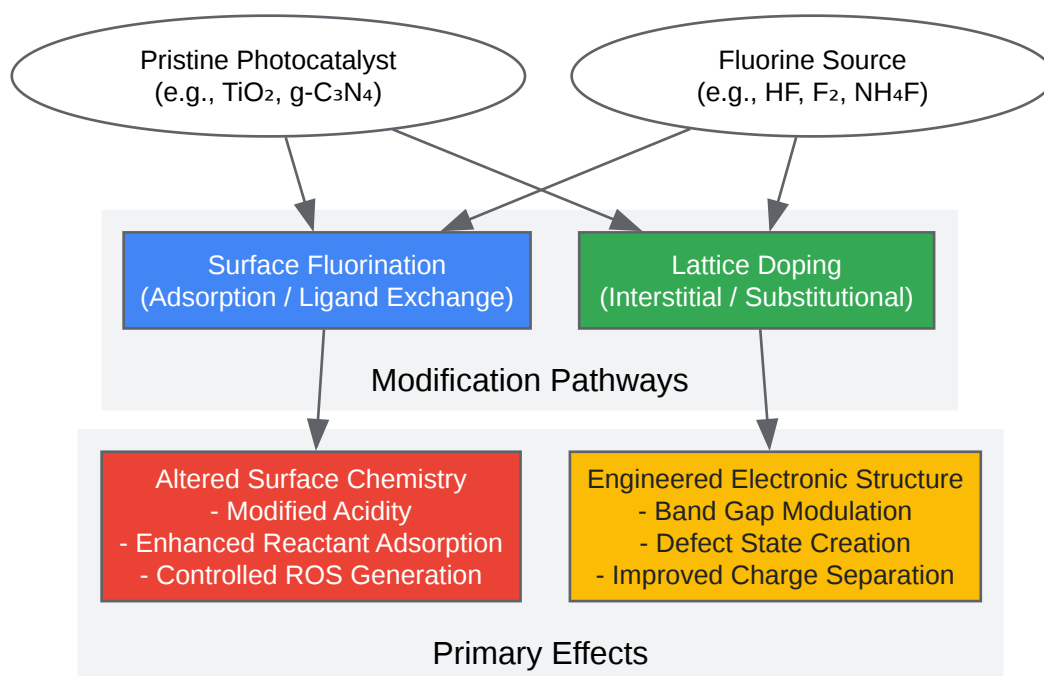 Pristine Photocatalyst
(e.g., TiO₂, g-C₃N₄)
Fluorine Source
(e.g., HF, F₂, NH₄F)
Surface Fluorination
(Adsorption / Ligand Exchange)
Lattice Doping
(Interstitial / Substitutional)
Modification Pathways
Altered Surface Chemistry
- Modified Acidity
- Enhanced Reactant Adsorption
- Controlled ROS Generation
Engineered Electronic Structure
- Band Gap Modulation
- Defect State Creation
- Improved Charge Separation
Primary Effects